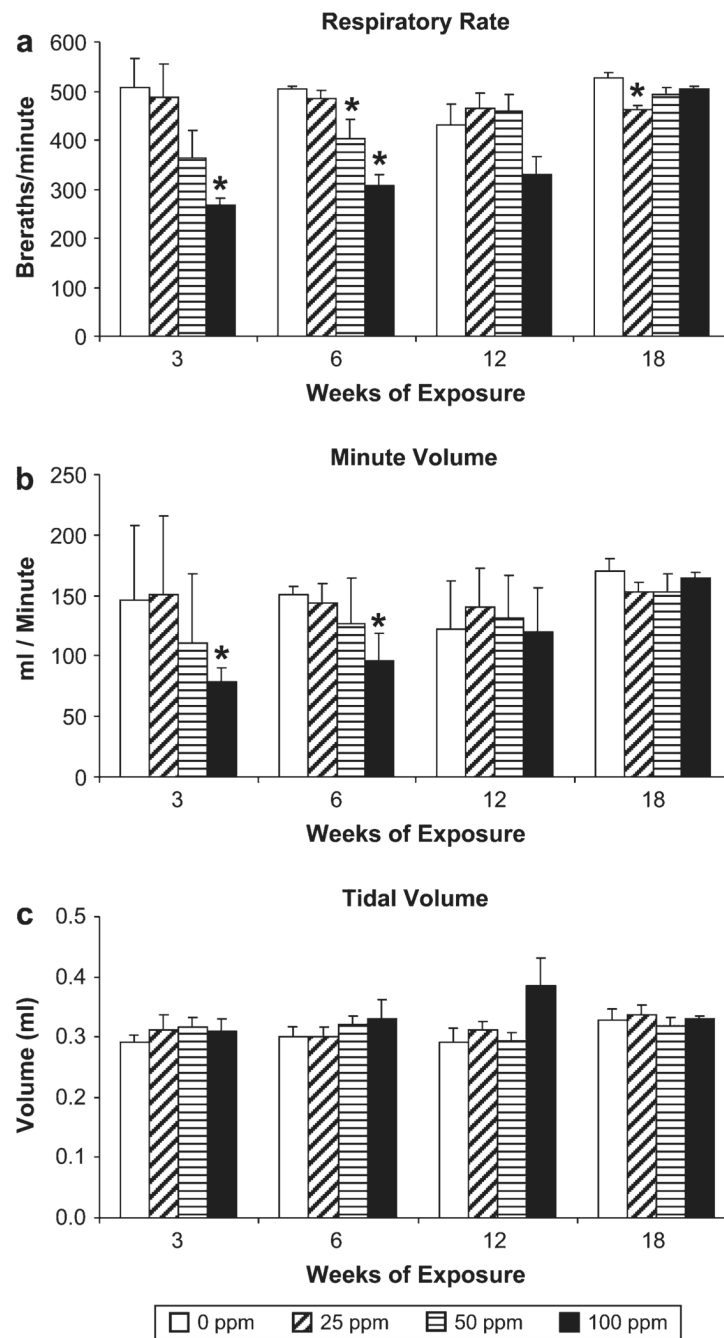 a
Respiratory Rate
600
500
400
300
200
100
0
Breraths/minute
*
*
*
*
3 6 12 18
Weeks of Exposure
b
Minute Volume
250
200
150
100
50
0
ml / Minute
*
*
3 6 12 18
Weeks of Exposure
c
Tidal Volume
0.5
0.4
0.3
0.2
0.1
0.0
Volume (ml)
3 6 12 18
Weeks of Exposure
0 ppm 25 ppm 50 ppm 100 ppm